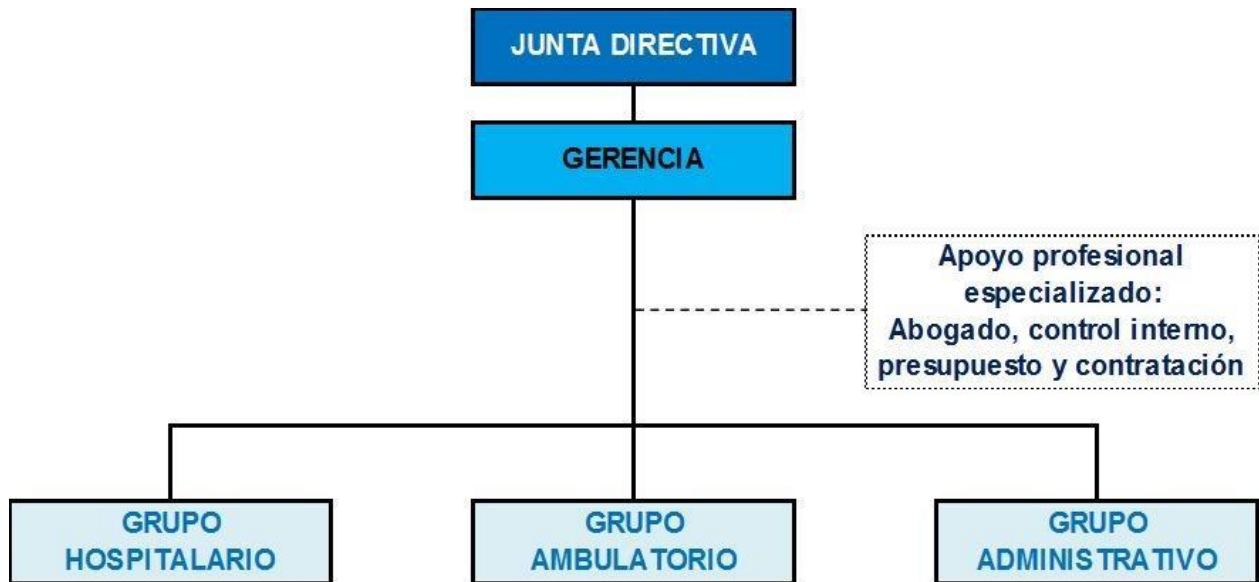 JUNTA DIRECTIVA
GERENCIA
Apoyo profesional
especializado:
Abogado, control interno,
presupuesto y contratación
GRUPO
HOSPITALARIO
GRUPO
AMBULATORIO
GRUPO
ADMINISTRATIVO